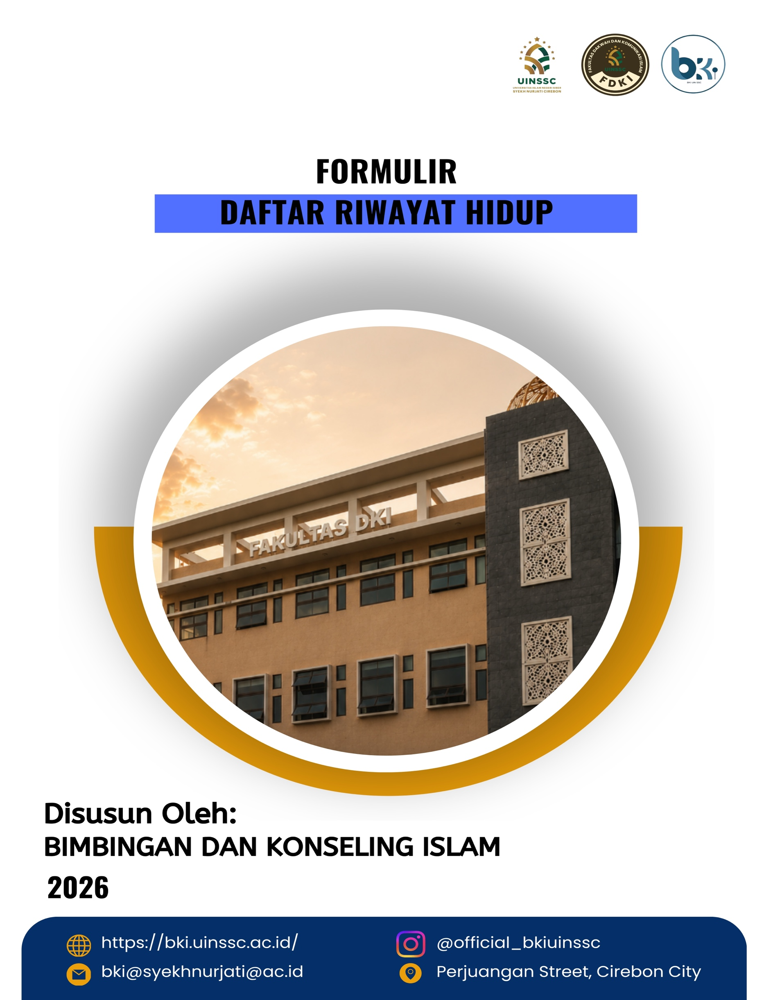 UINSSC
UNIVERSITAS ISLAM NEGERI SIBER
SYEKH NURJATI CIREBON
FAKULTAS DAKWAH DAN KOMUNIKASI ISLAM
UINSSC
FDKI
bki
BKI UIN SSC
FORMULIR
DAFTAR RIWAYAT HIDUP
FAKULTAS DKI
Disusun Oleh:
BIMBINGAN DAN KONSELING ISLAM
2026
https://bki.uinssc.ac.id/
@official_bkiuinssc
bki@syekhnurjati@ac.id
Perjuangan Street, Cirebon City